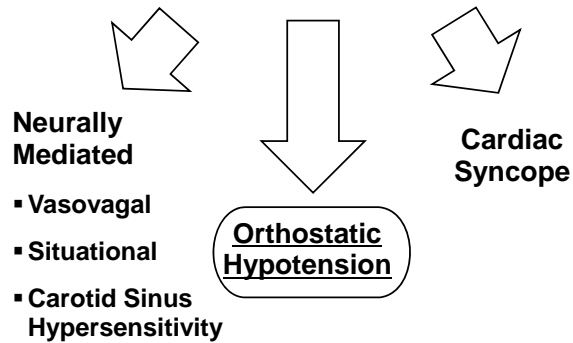 Neurally
Mediated
▪ Vasovagal
▪ Situational
▪ Carotid Sinus
Hypersensitivity
Orthostatic
Hypotension
Cardiac
Syncope